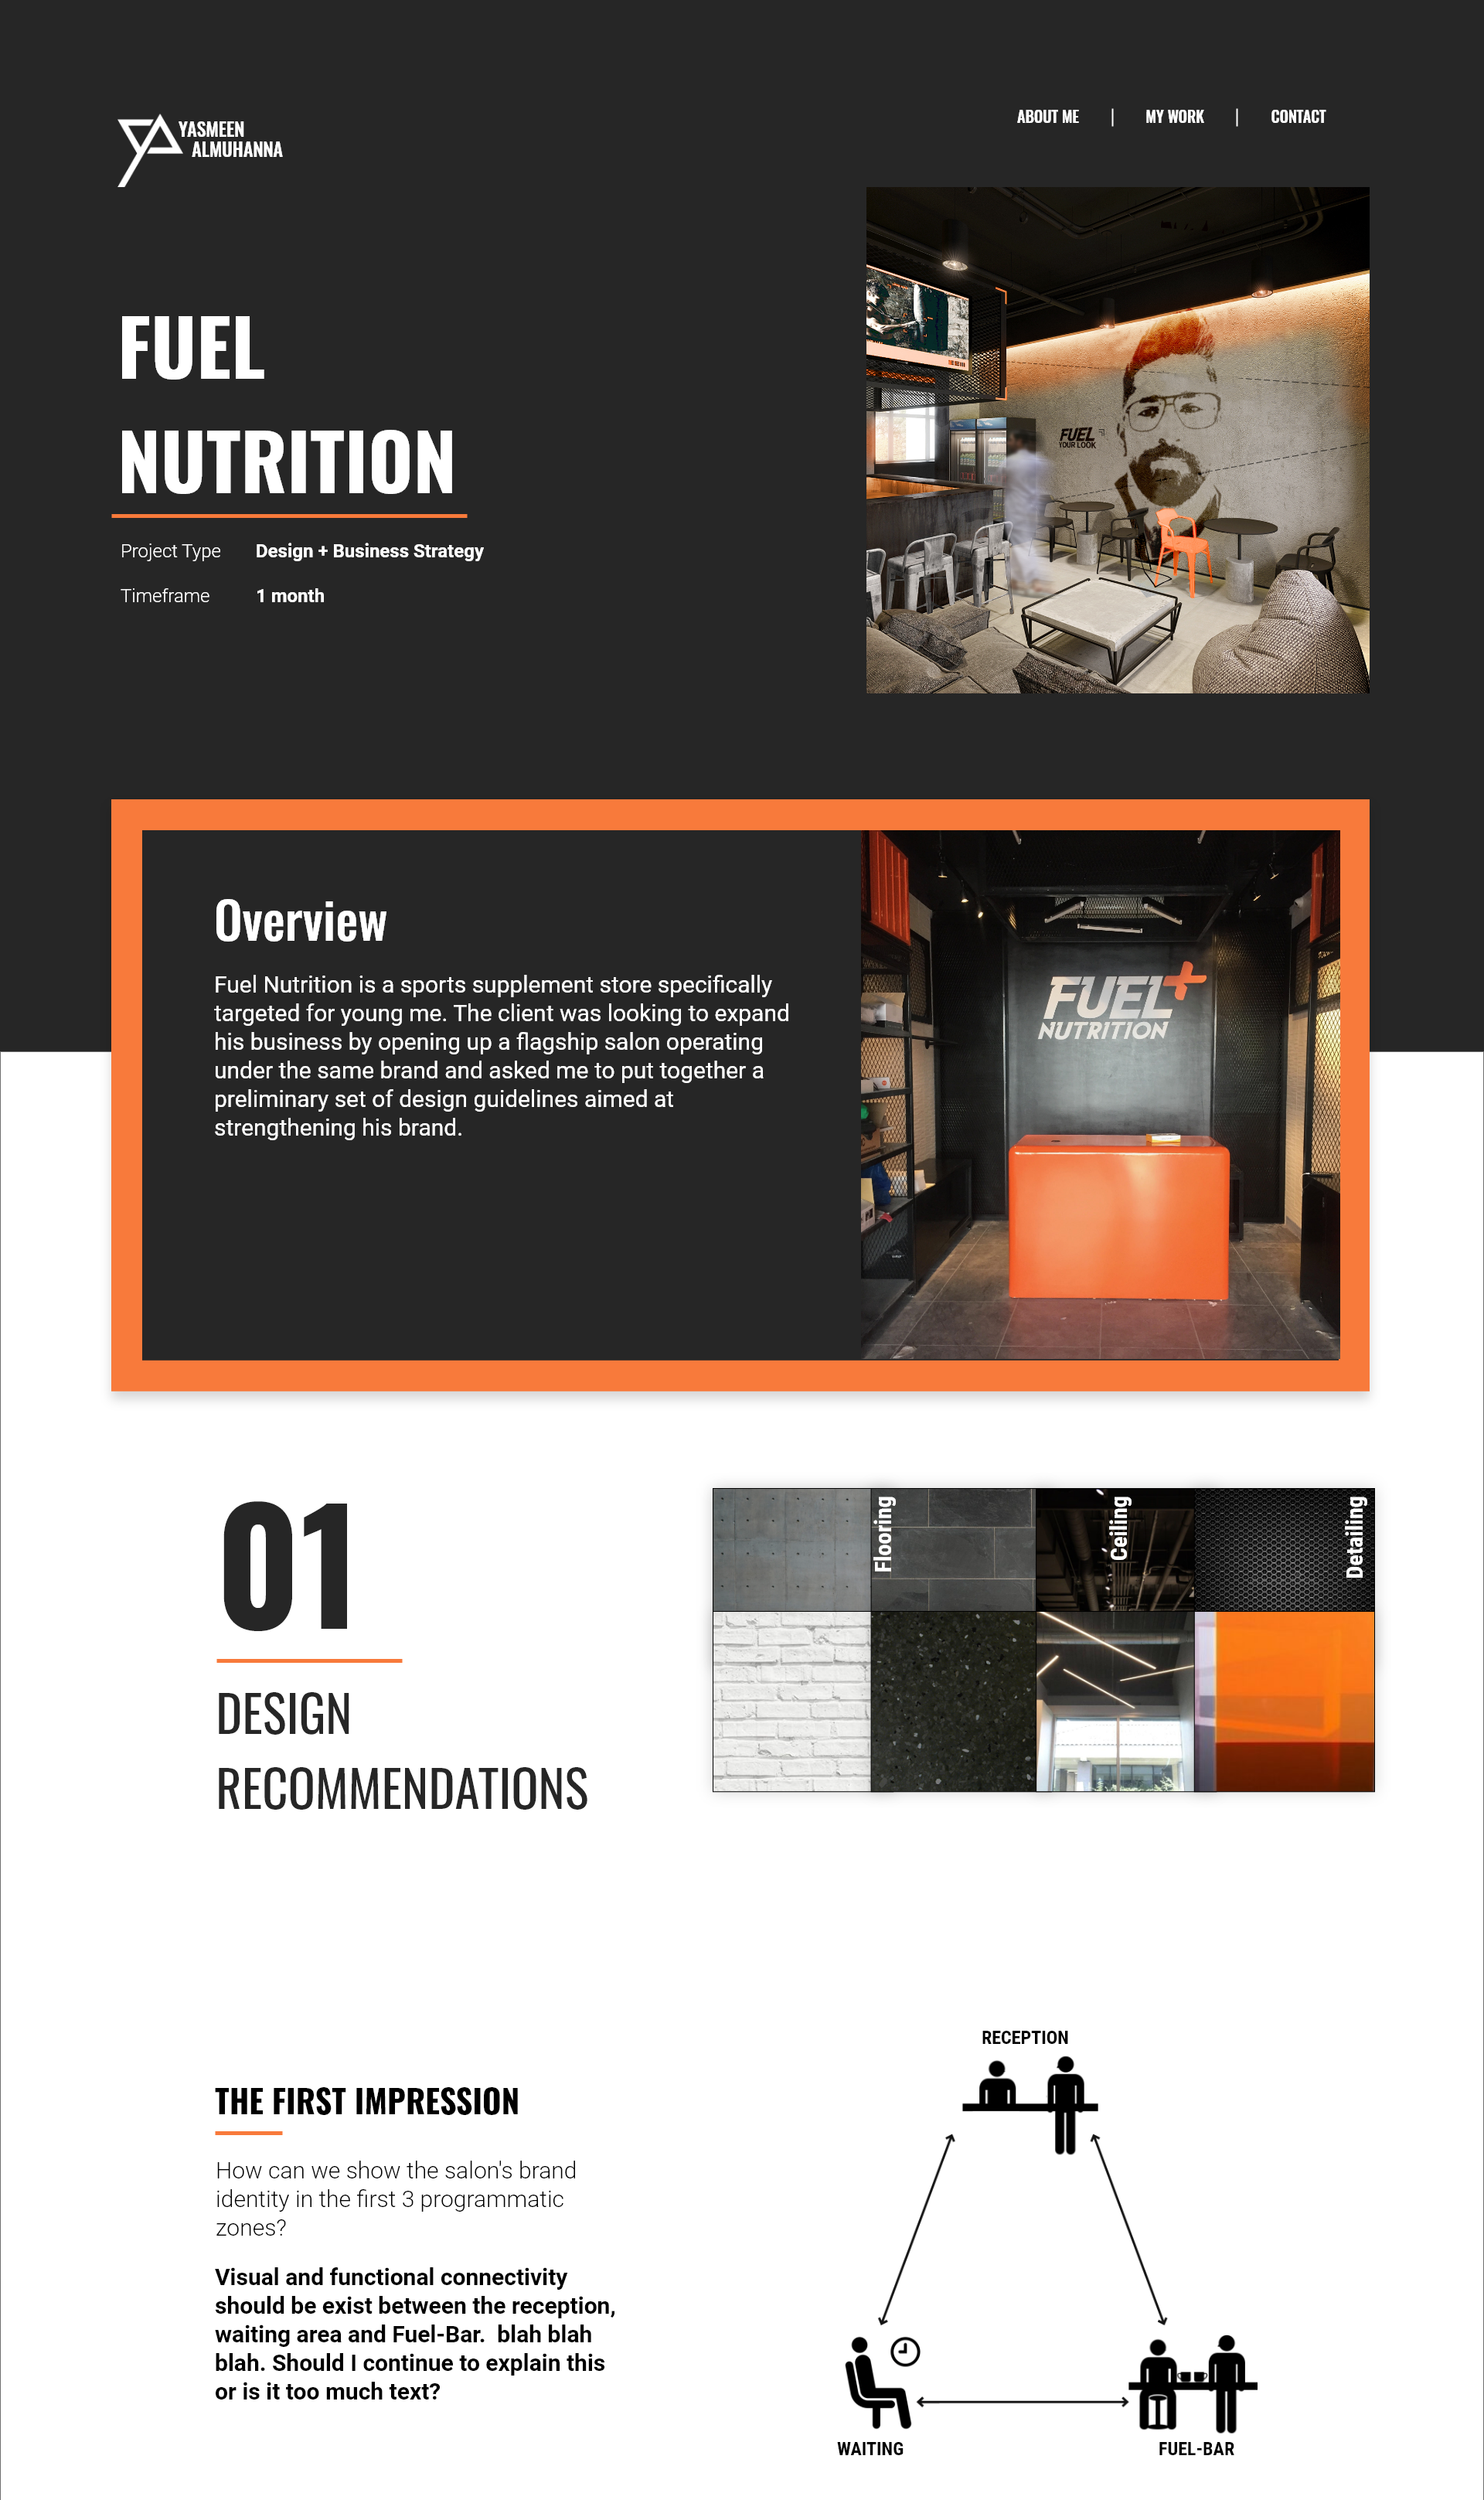 YASMEEN
ALMUHANNA
ABOUT ME | MY WORK | CONTACT
FUEL
NUTRITION
Project Type Design + Business Strategy
Timeframe 1 month
FUEL
YOUR LOOK
Overview
Fuel Nutrition is a sports supplement store specifically
targeted for young me. The client was looking to expand
his business by opening up a flagship salon operating
under the same brand and asked me to put together a
preliminary set of design guidelines aimed at
strengthening his brand.
FUEL+
NUTRITION
01
DESIGN
RECOMMENDATIONS
Flooring
Ceiling
Detailing
THE FIRST IMPRESSION
How can we show the salon's brand
identity in the first 3 programmatic
zones?
Visual and functional connectivity
should be exist between the reception,
waiting area and Fuel-Bar.  blah blah
blah. Should I continue to explain this
or is it too much text?
RECEPTION
WAITING
FUEL-BAR